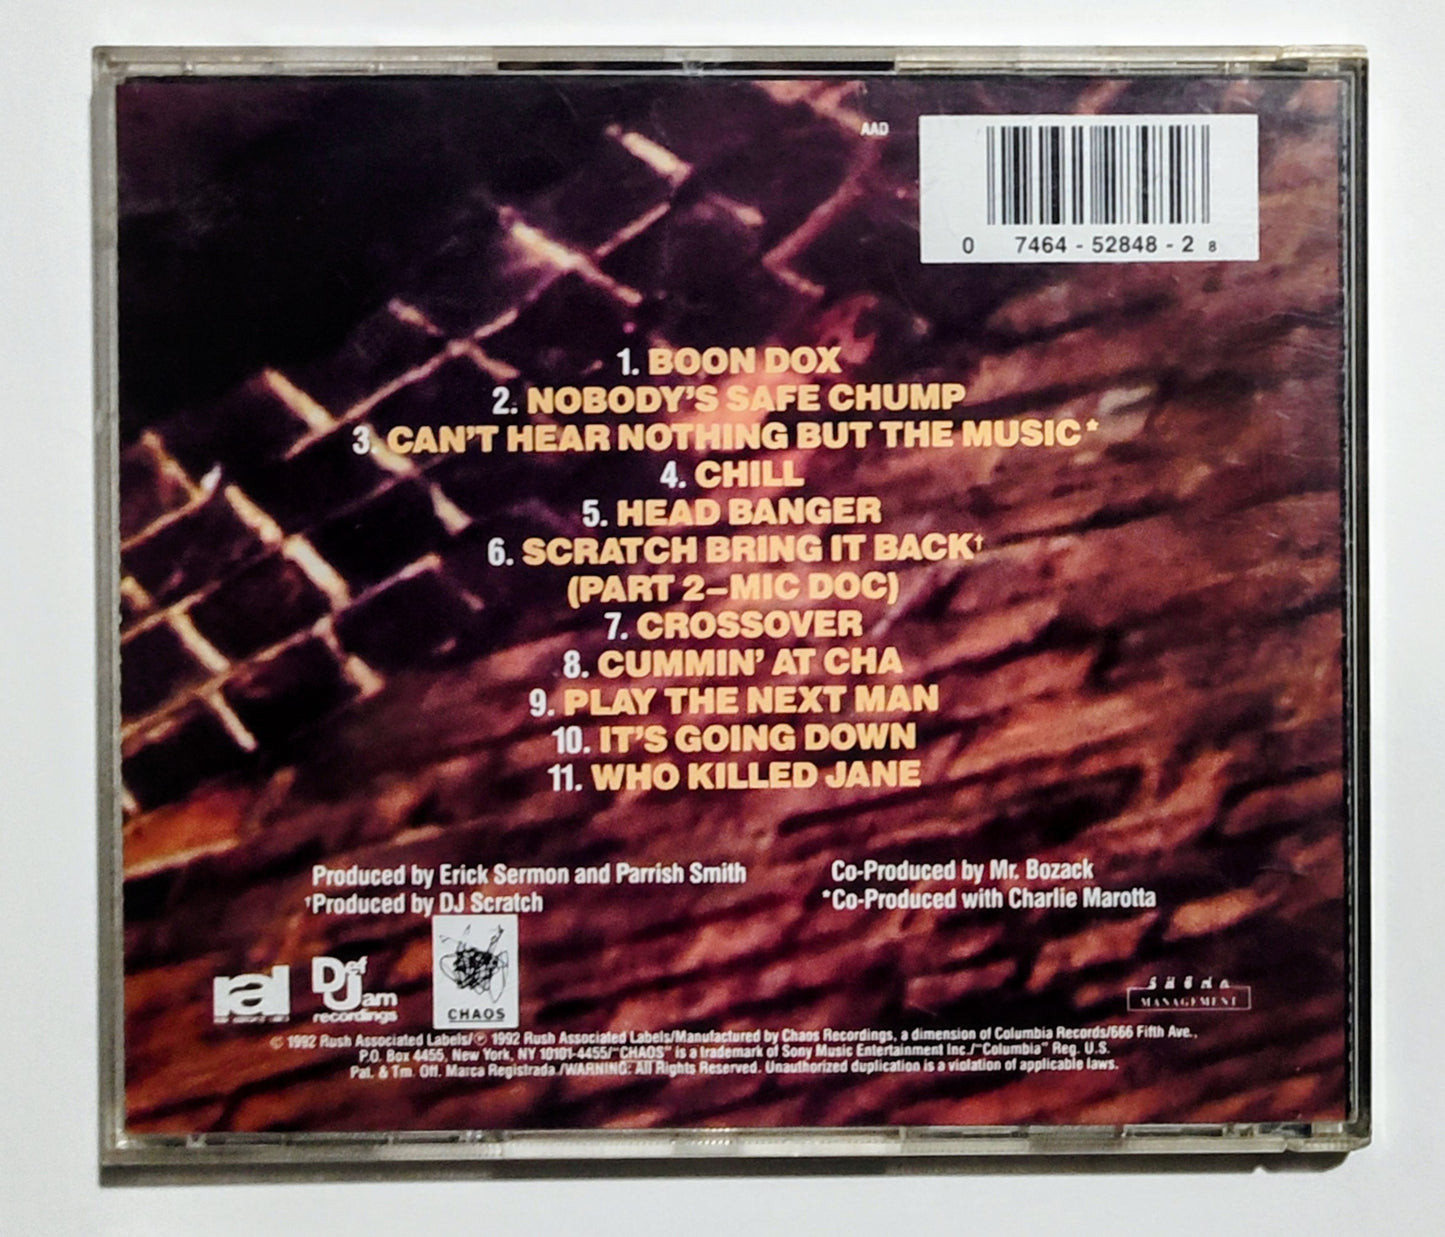 AAD
0 7464 - 52848 - 2 8
1. BOON DOX
2. NOBODY'S SAFE CHUMP
3. CAN'T HEAR NOTHING BUT THE MUSIC*
4. CHILL
5. HEAD BANGER
6. SCRATCH BRING IT BACK†
(PART 2–MIC DOC)
7. CROSSOVER
8. CUMMIN' AT CHA
9. PLAY THE NEXT MAN
10. IT'S GOING DOWN
11. WHO KILLED JANE
Produced by Erick Sermon and Parrish Smith
†Produced by DJ Scratch
Co-Produced by Mr. Bozack
*Co-Produced with Charlie Marotta
ral
Def Jam
recordings
CHAOS
MANAGEMENT
© 1992 Rush Associated Labels/℗ 1992 Rush Associated Labels/Manufactured by Chaos Recordings, a dimension of Columbia Records/666 Fifth Ave.,
P.O. Box 4455, New York, NY 10101-4455/"CHAOS" is a trademark of Sony Music Entertainment Inc./"Columbia" Reg. U.S.
Pat. & Tm. Off. Marca Registrada./WARNING: All Rights Reserved. Unauthorized duplication is a violation of applicable laws.